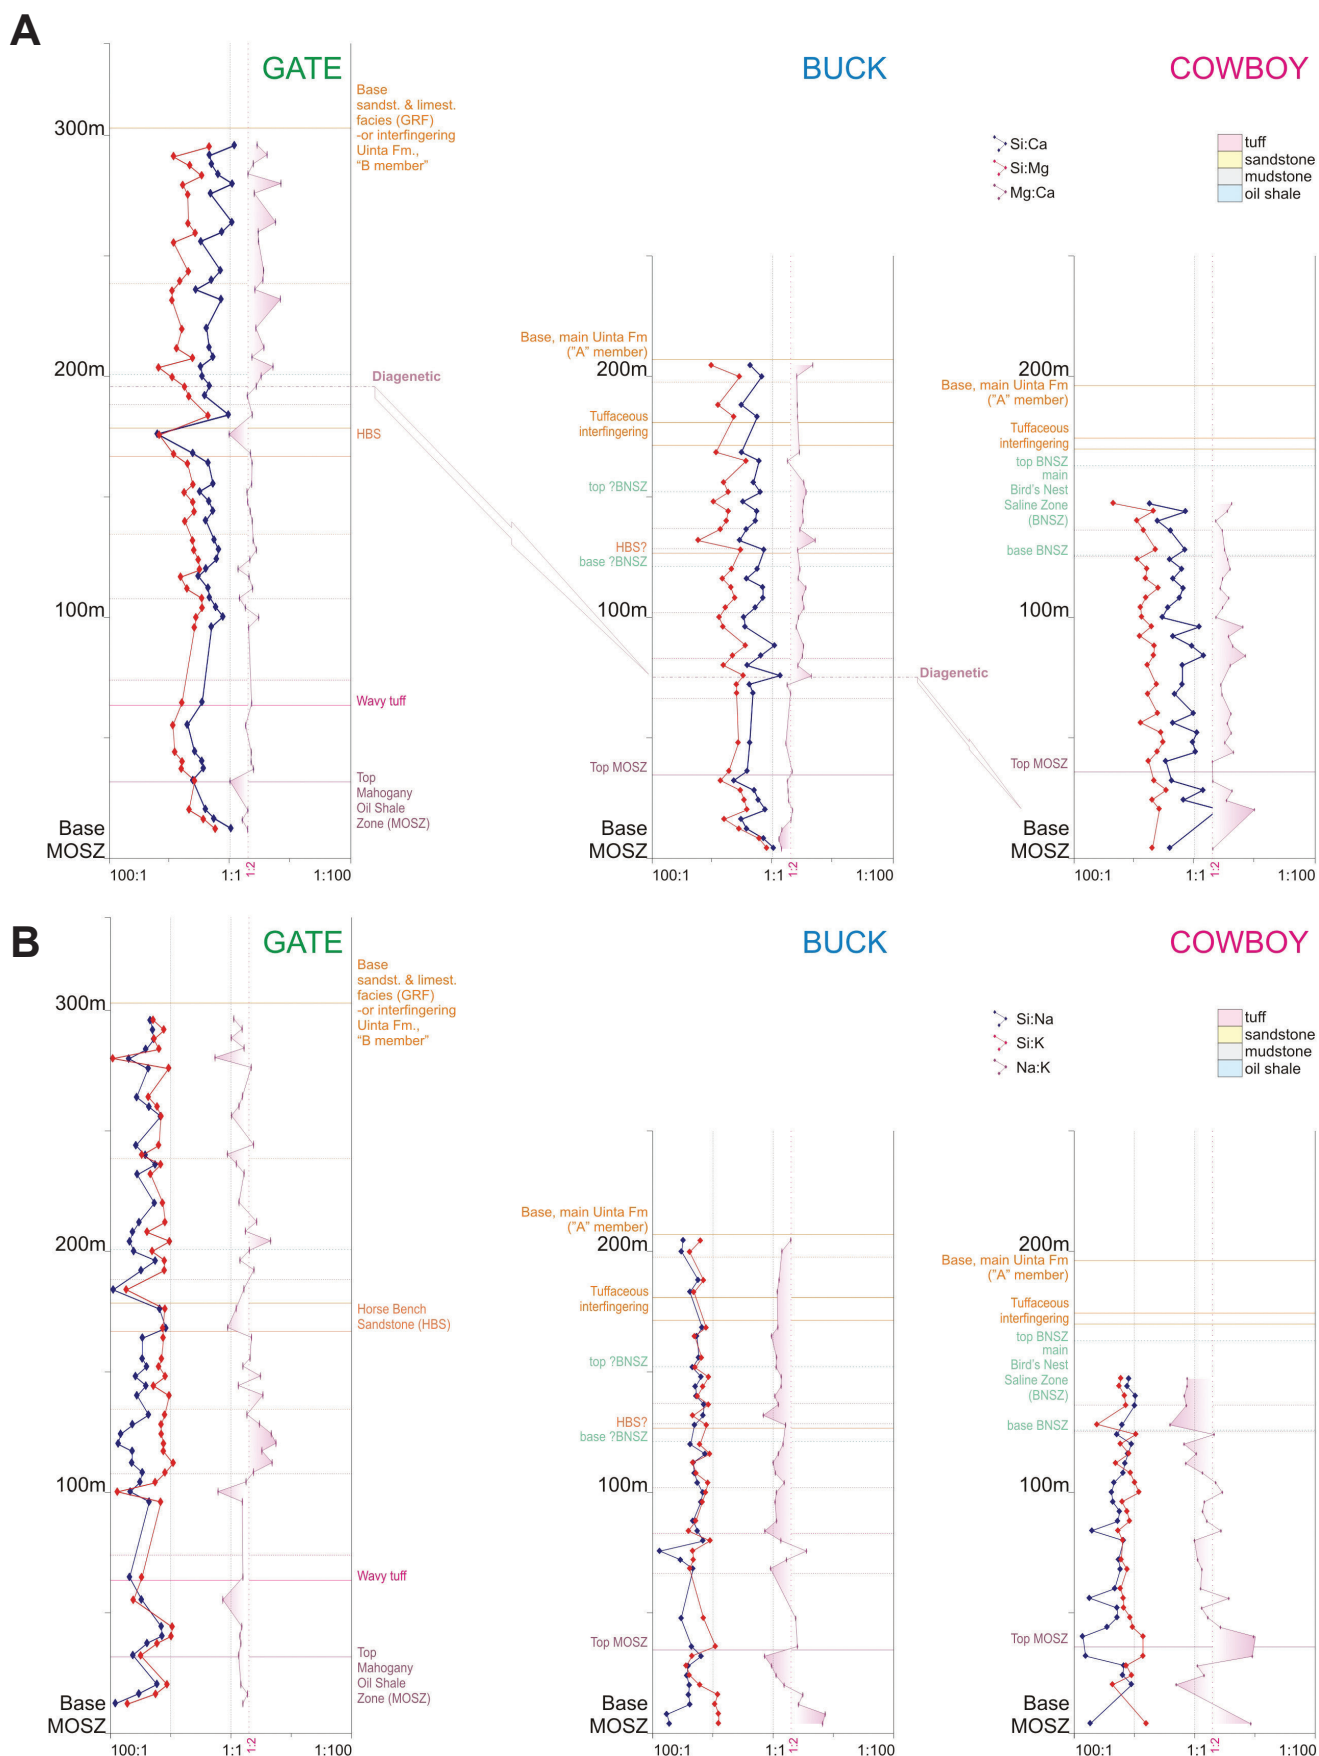 A
GATE
BUCK
COWBOY
Base
sandst. & limest.
facies (GRF)
-or interfingering
Uinta Fm.,
“B member”
300m
Si:Ca
Si:Mg
Mg:Ca
tuff
sandstone
mudstone
oil shale
200m
Diagenetic
HBS
100m
Wavy tuff
Top
Mahogany
Oil Shale
Zone (MOSZ)
Base
MOSZ
100:1
1:1
1:2
1:100
Base, main Uinta Fm
("A" member)
200m
Tuffaceous
interfingering
top ?BNSZ
HBS?
base ?BNSZ
100m
Diagenetic
Top MOSZ
Base
MOSZ
100:1
1:1
1:2
1:100
200m
Base, main Uinta Fm
("A" member)
Tuffaceous
interfingering
top BNSZ
main
Bird's Nest
Saline Zone
(BNSZ)
base BNSZ
100m
Top MOSZ
Base
MOSZ
100:1
1:1
1:2
1:100
B
GATE
BUCK
COWBOY
Base
sandst. & limest.
facies (GRF)
-or interfingering
Uinta Fm.,
“B member”
300m
Si:Na
Si:K
Na:K
tuff
sandstone
mudstone
oil shale
200m
Horse Bench
Sandstone (HBS)
100m
Wavy tuff
Top
Mahogany
Oil Shale
Zone (MOSZ)
Base
MOSZ
100:1
1:1
1:2
1:100
Base, main Uinta Fm
("A" member)
200m
Tuffaceous
interfingering
top ?BNSZ
HBS?
base ?BNSZ
100m
Top MOSZ
Base
MOSZ
100:1
1:1
1:2
1:100
200m
Base, main Uinta Fm
("A" member)
Tuffaceous
interfingering
top BNSZ
main
Bird's Nest
Saline Zone
(BNSZ)
base BNSZ
100m
Top MOSZ
Base
MOSZ
100:1
1:1
1:2
1:100